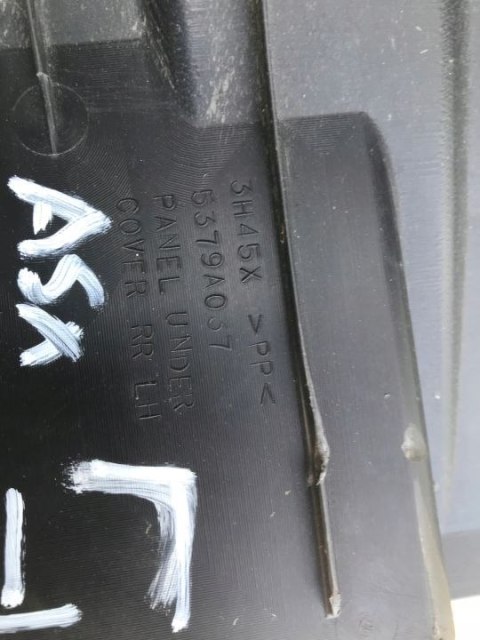 3H45X >PP<
5379A037
PANEL UNDER
COVER RR LH
ASX